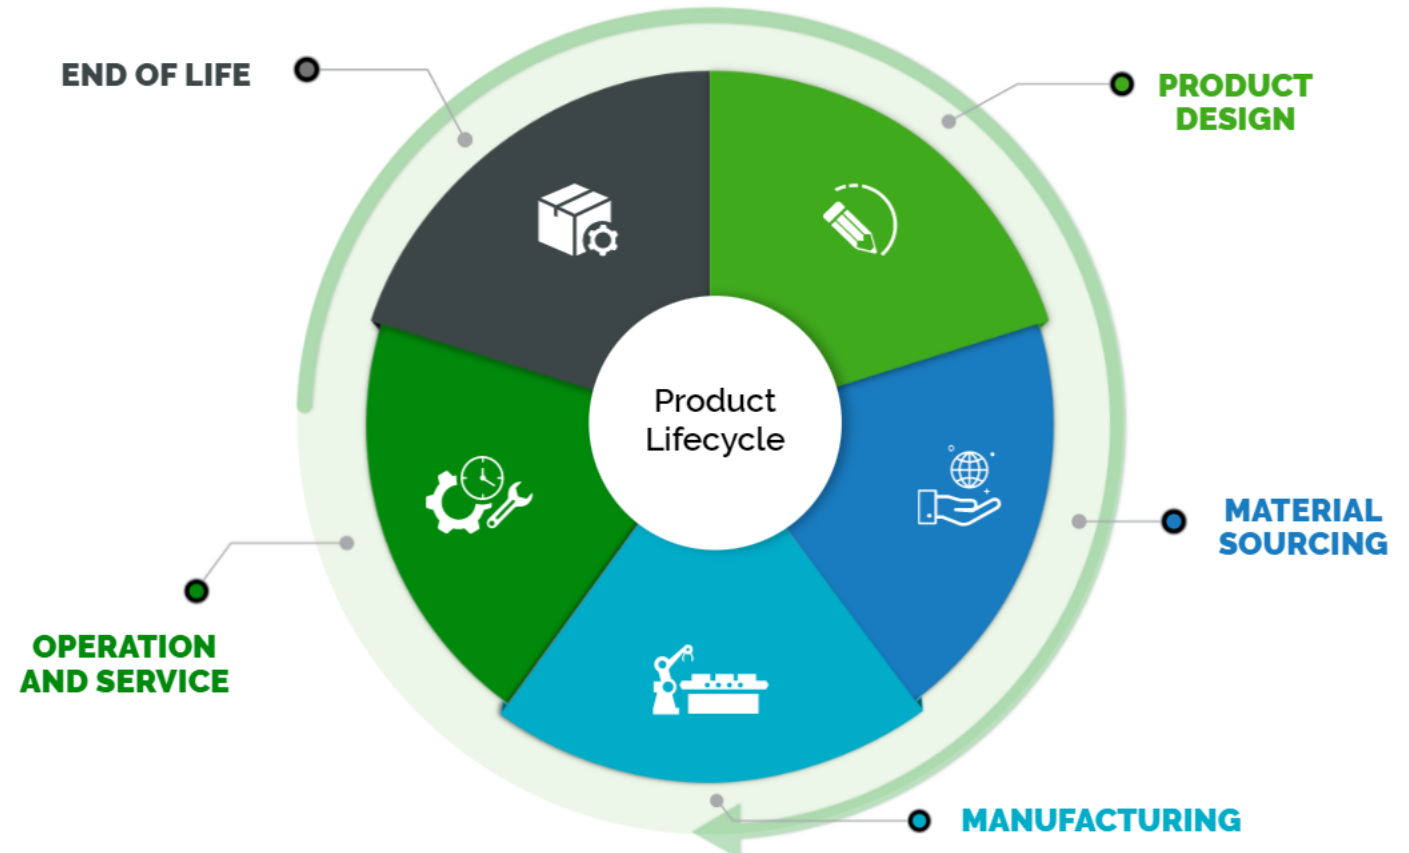 END OF LIFE
PRODUCT
DESIGN
Product
Lifecycle
MATERIAL
SOURCING
OPERATION
AND SERVICE
MANUFACTURING